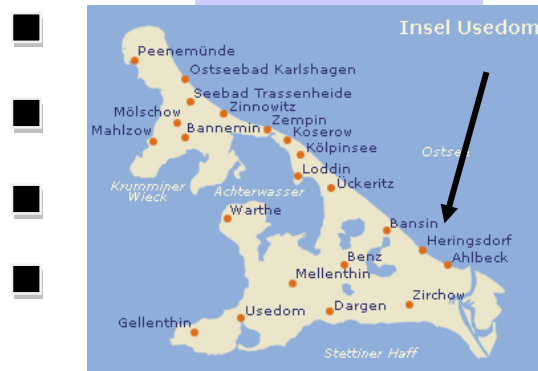 Insel Usedom
Peenemünde
Ostseebad Karlshagen
Seebad Trassenheide
Zinnowitz
Mölschow
Zempin
Mahlzow
Bannemin
Koserow
Kölpinsee
Ostsee
Loddin
Krumminer
Wieck
Achterwasser
Ückeritz
Warthe
Bansin
Heringsdorf
Benz
Ahlbeck
Mellenthin
Zirchow
Usedom
Dargen
Gellenthin
Stettiner Haff